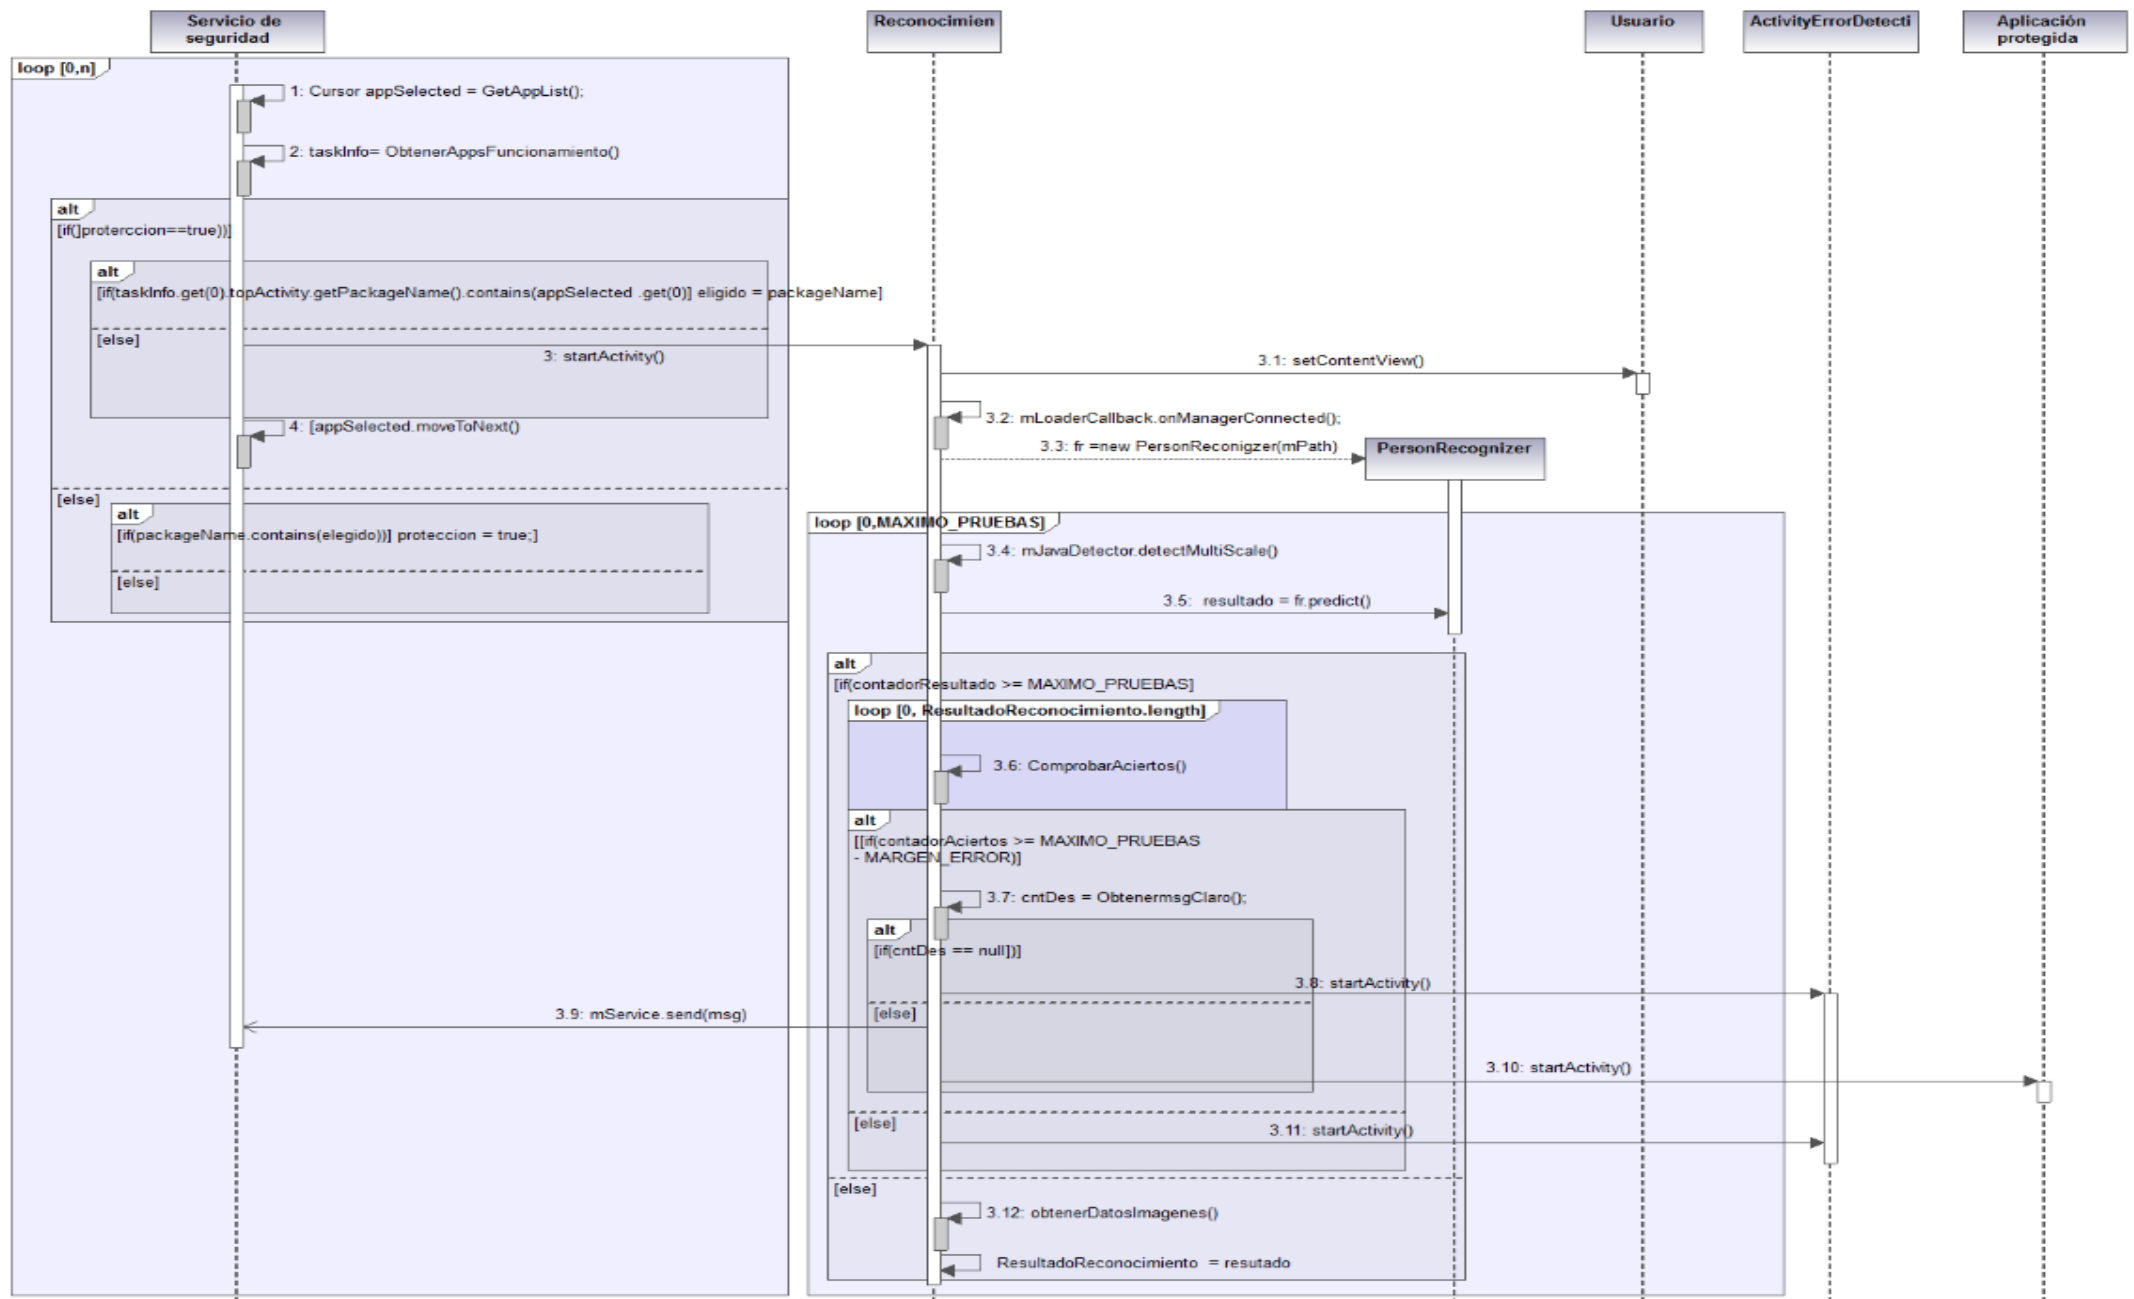 Servicio de
seguridad
Reconocimien
Usuario
ActivityErrorDetecti
Aplicación
protegida
loop [0,n]
1: Cursor appSelected = GetAppList();
2: taskInfo= ObtenerAppsFuncionamiento()
alt
[if(]proterccion==true))]
alt
[if(taskInfo.get(0).topActivity.getPackageName().contains(appSelected .get(0)] eligido = packageName]
[else]
3: startActivity()
3.1: setContentView()
3.2: mLoaderCallback.onManagerConnected();
4: [appSelected.moveToNext()
3.3: fr =new PersonReconigzer(mPath)
PersonRecognizer
[else]
alt
[if(packageName.contains(elegido))] proteccion = true;]
[else]
loop [0,MAXIMO_PRUEBAS]
3.4: mJavaDetector.detectMultiScale()
3.5: resultado = fr.predict()
alt
[if(contadorResultado >= MAXIMO_PRUEBAS]
loop [0, ResultadoReconocimiento.length]
3.6: ComprobarAciertos()
alt
[[if(contadorAciertos >= MAXIMO_PRUEBAS
- MARGEN_ERROR)]
3.7: cntDes = ObtenermsgClaro();
alt
[if(cntDes == null])]
3.8: startActivity()
[else]
3.9: mService.send(msg)
3.10: startActivity()
[else]
3.11: startActivity()
[else]
3.12: obtenerDatosImagenes()
ResultadoReconocimiento = resutado